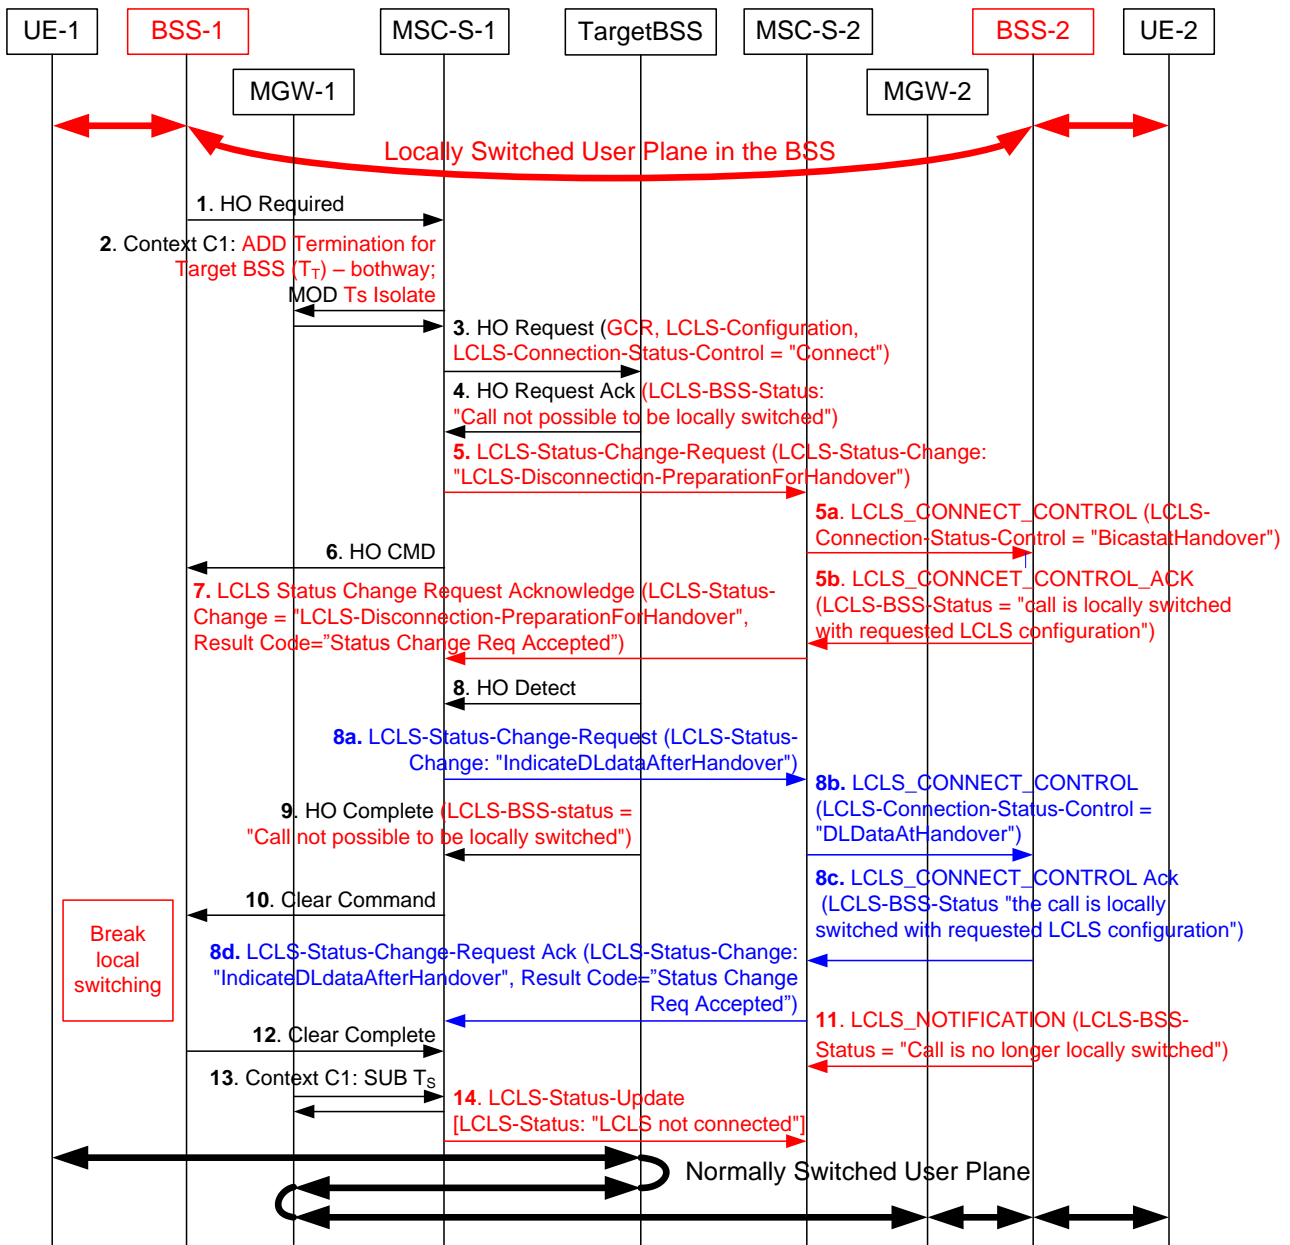 UE-1
BSS-1
MSC-S-1
TargetBSS
MSC-S-2
BSS-2
UE-2
MGW-1
MGW-2
Locally Switched User Plane in the BSS
1. HO Required
2. Context C1: ADD Termination for
Target BSS (TT) – bothway;
MOD Ts Isolate
3. HO Request (GCR, LCLS-Configuration,
LCLS-Connection-Status-Control = "Connect")
4. HO Request Ack (LCLS-BSS-Status:
"Call not possible to be locally switched")
5. LCLS-Status-Change-Request (LCLS-Status-Change:
"LCLS-Disconnection-PreparationForHandover")
5a. LCLS_CONNECT_CONTROL (LCLS-
Connection-Status-Control = "BicastatHandover")
6. HO CMD
5b. LCLS_CONNCET_CONTROL_ACK
(LCLS-BSS-Status = "call is locally switched
with requested LCLS configuration")
7. LCLS Status Change Request Acknowledge (LCLS-Status-
Change = "LCLS-Disconnection-PreparationForHandover",
Result Code=”Status Change Req Accepted”)
8. HO Detect
8a. LCLS-Status-Change-Request (LCLS-Status-
Change: "IndicateDLdataAfterHandover")
8b. LCLS_CONNECT_CONTROL
(LCLS-Connection-Status-Control =
"DLDataAtHandover")
9. HO Complete (LCLS-BSS-status =
"Call not possible to be locally switched")
8c. LCLS_CONNECT_CONTROL Ack
(LCLS-BSS-Status "the call is locally
switched with requested LCLS configuration")
10. Clear Command
Break
local
switching
8d. LCLS-Status-Change-Request Ack (LCLS-Status-Change:
"IndicateDLdataAfterHandover", Result Code=”Status Change
Req Accepted”)
11. LCLS_NOTIFICATION (LCLS-BSS-
Status = "Call is no longer locally switched")
12. Clear Complete
13. Context C1: SUB TS
14. LCLS-Status-Update
[LCLS-Status: "LCLS not connected"]
Normally Switched User Plane